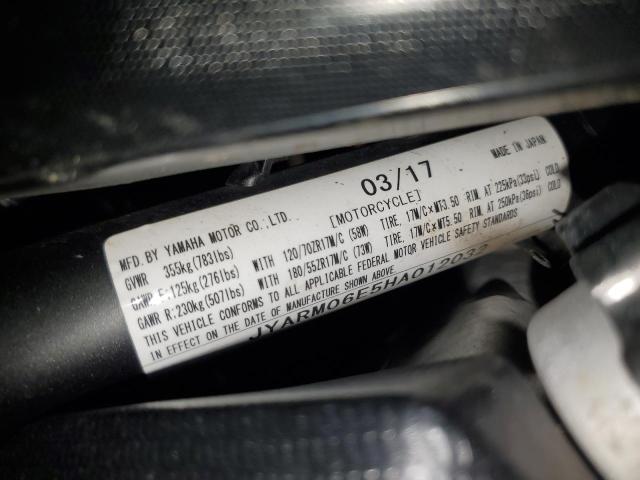 MFD.BY YAMAHA MOTOR CO.,LTD. 03/17 MADE IN JAPAN
GVWR 355kg(783lbs) [MOTORCYCLE]
GAWR F:125kg(276lbs) WITH 120/70ZR17M/C (58W) TIRE, 17M/C×MT3.50 RIM, AT 225kPa(33psi) COLD
GAWR R:230kg(507lbs) WITH 180/55ZR17M/C (73W) TIRE, 17M/C×MT5.50 RIM, AT 250kPa(36psi) COLD
THIS VEHICLE CONFORMS TO ALL APPLICABLE FEDERAL MOTOR VEHICLE SAFETY STANDARDS
IN EFFECT ON THE DATE OF MANUFACTURE SHOWN ABOVE.
JYARM06E5HA012032